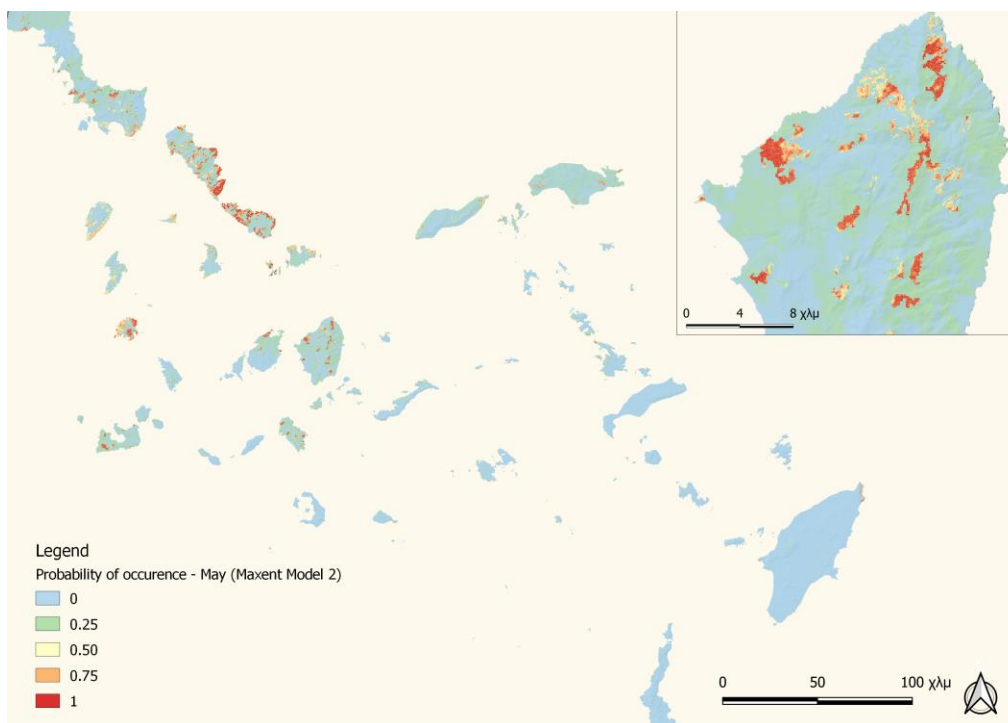 0 4 8 χλμ
Legend
Probability of occurence - May (Maxent Model 2)
0
0.25
0.50
0.75
1
0 50 100 χλμ